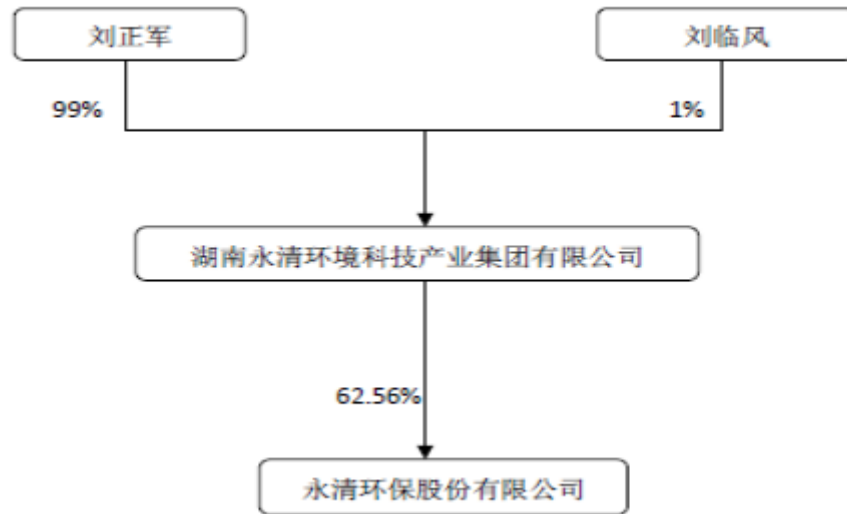 刘正军
刘临风
99%
1%
湖南永清环境科技产业集团有限公司
62.56%
永清环保股份有限公司